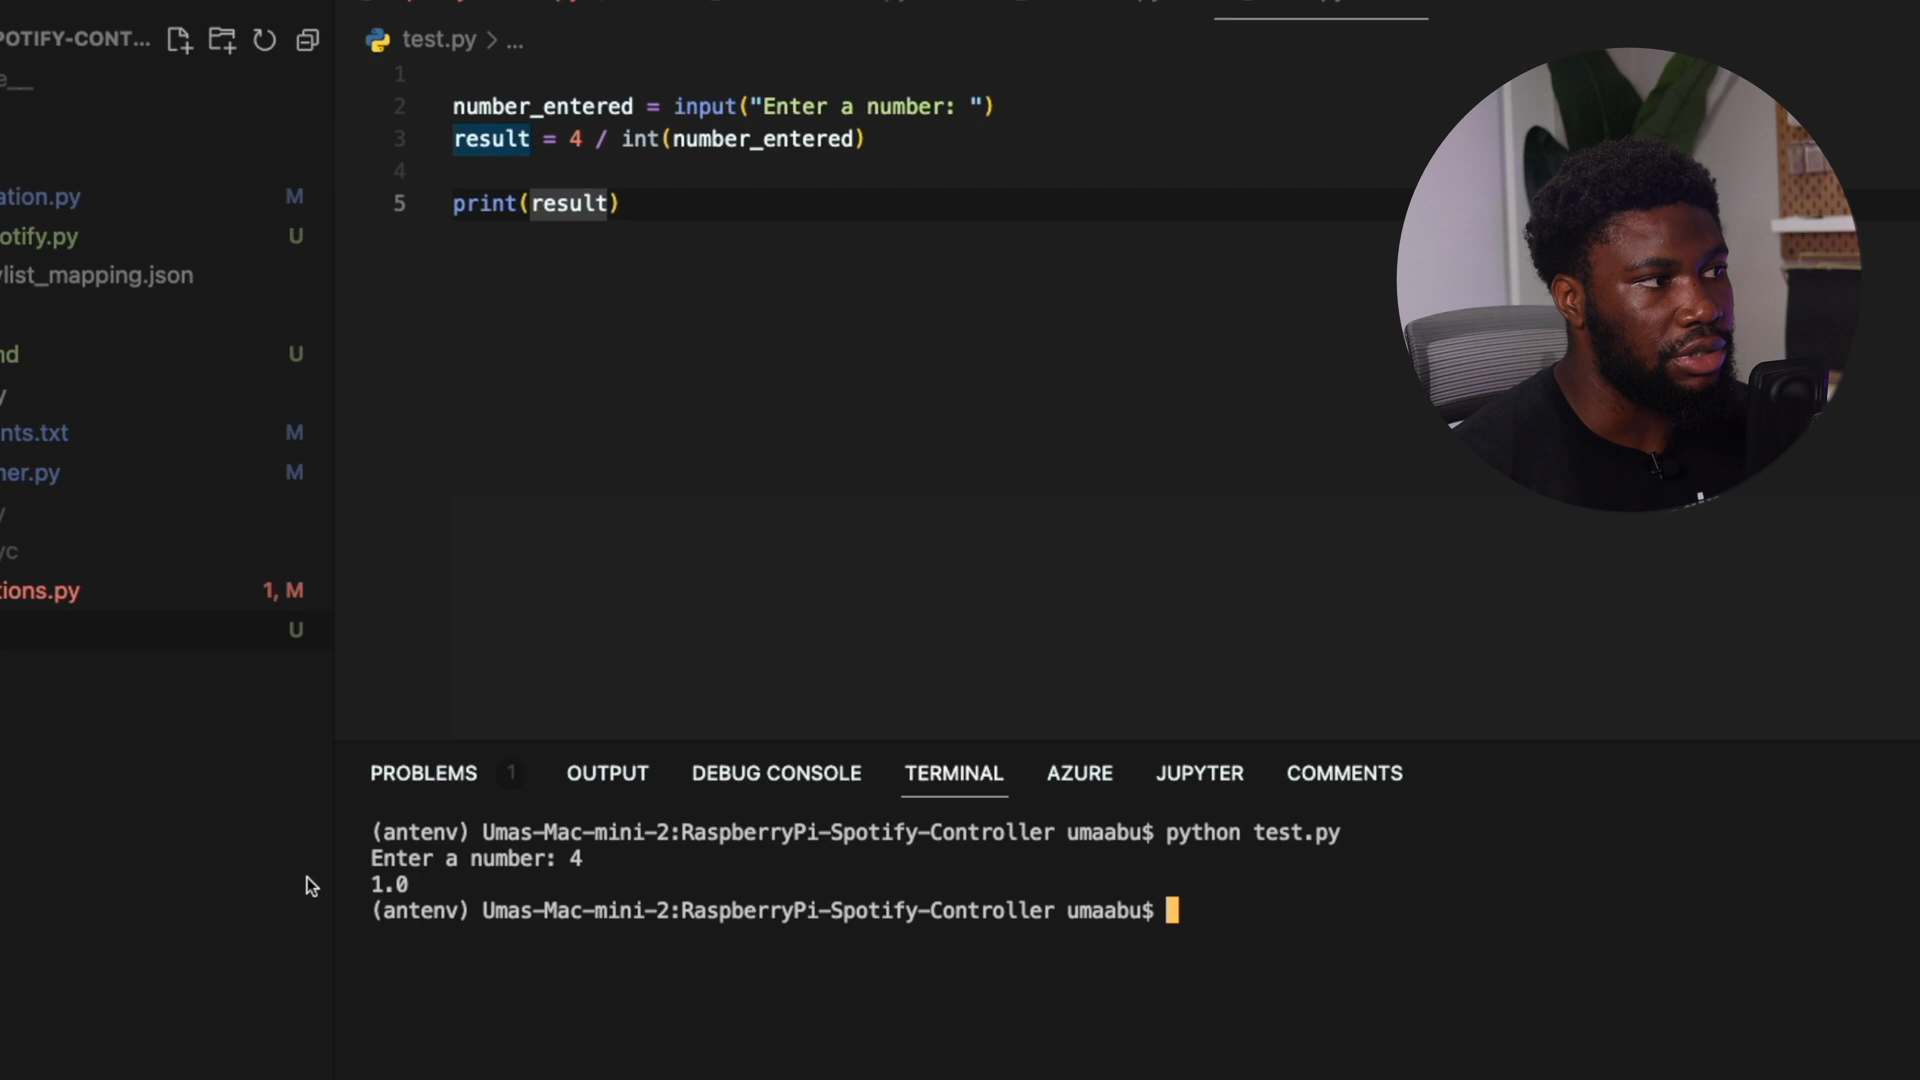 POTIFY-CONT...
e__
ation.py M
otify.py U
list_mapping.json
nd U
y
nts.txt M
ner.py M
y
yc
tions.py 1, M
U
test.py > ...
1
2 number_entered = input("Enter a number: ")
3 result = 4 / int(number_entered)
4
5 print(result)
PROBLEMS 1 OUTPUT DEBUG CONSOLE TERMINAL AZURE JUPYTER COMMENTS
(antenv) Umas-Mac-mini-2:RaspberryPi-Spotify-Controller umaabu$ python test.py
Enter a number: 4
1.0
(antenv) Umas-Mac-mini-2:RaspberryPi-Spotify-Controller umaabu$